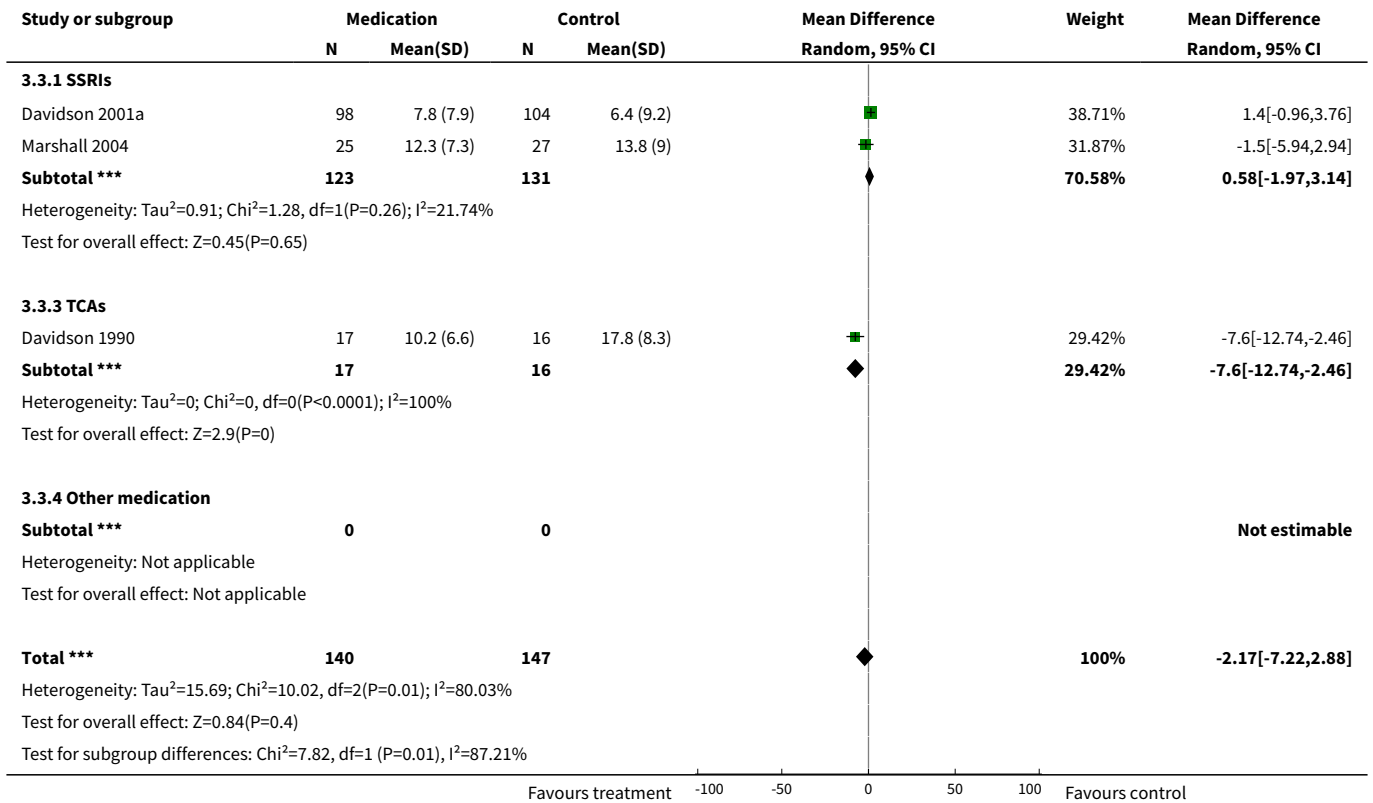 Study or subgroup Medication Control Mean Difference Weight Mean Difference
N Mean(SD) N Mean(SD) Random, 95% CI Random, 95% CI
3.3.1 SSRIs
Davidson 2001a 98 7.8 (7.9) 104 6.4 (9.2) 38.71% 1.4[-0.96,3.76]
Marshall 2004 25 12.3 (7.3) 27 13.8 (9) 31.87% -1.5[-5.94,2.94]
Subtotal *** 123 131 70.58% 0.58[-1.97,3.14]
Heterogeneity: Tau²=0.91; Chi²=1.28, df=1(P=0.26); I²=21.74%
Test for overall effect: Z=0.45(P=0.65)
3.3.3 TCAs
Davidson 1990 17 10.2 (6.6) 16 17.8 (8.3) 29.42% -7.6[-12.74,-2.46]
Subtotal *** 17 16 29.42% -7.6[-12.74,-2.46]
Heterogeneity: Tau²=0; Chi²=0, df=0(P<0.0001); I²=100%
Test for overall effect: Z=2.9(P=0)
3.3.4 Other medication
Subtotal *** 0 0 Not estimable
Heterogeneity: Not applicable
Test for overall effect: Not applicable
Total *** 140 147 100% -2.17[-7.22,2.88]
Heterogeneity: Tau²=15.69; Chi²=10.02, df=2(P=0.01); I²=80.03%
Test for overall effect: Z=0.84(P=0.4)
Test for subgroup differences: Chi²=7.82, df=1 (P=0.01), I²=87.21%
Favours treatment -100 -50 0 50 100 Favours control